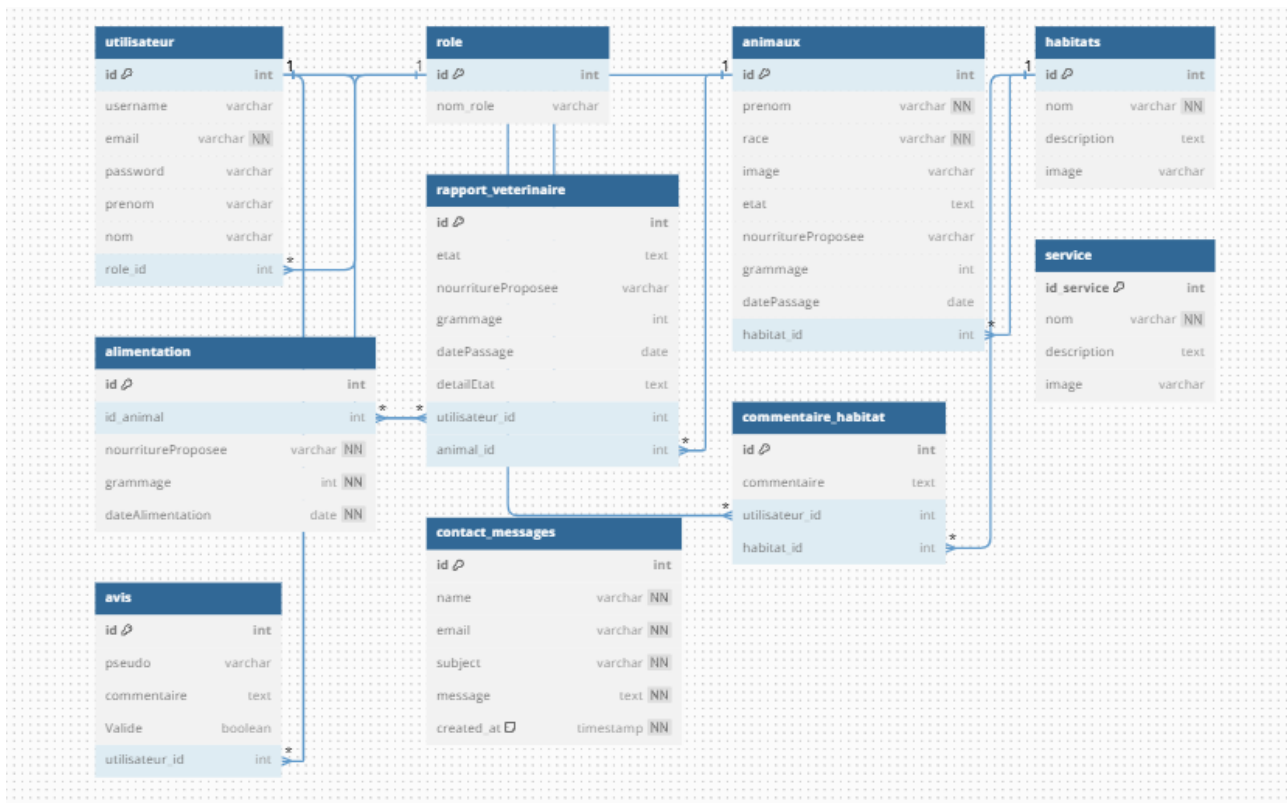 utilisateur
id int
username varchar
email varchar NN
password varchar
prenom varchar
nom varchar
role_id int
1
*
role
id int
nom_role varchar
1
animaux
id int
prenom varchar NN
race varchar NN
image varchar
etat text
nourritureProposee varchar
grammage int
datePassage date
habitat_id int
1
*
habitats
id int
nom varchar NN
description text
image varchar
1
rapport_veterinaire
id int
etat text
nourritureProposee varchar
grammage int
datePassage date
detailEtat text
utilisateur_id int
animal_id int
*
*
service
id_service int
nom varchar NN
description text
image varchar
alimentation
id int
id_animal int
nourritureProposee varchar NN
grammage int NN
dateAlimentation date NN
*
commentaire_habitat
id int
commentaire text
utilisateur_id int
habitat_id int
*
*
contact_messages
id int
name varchar NN
email varchar NN
subject varchar NN
message text NN
created_at timestamp NN
avis
id int
pseudo varchar
commentaire text
Valide boolean
utilisateur_id int
*